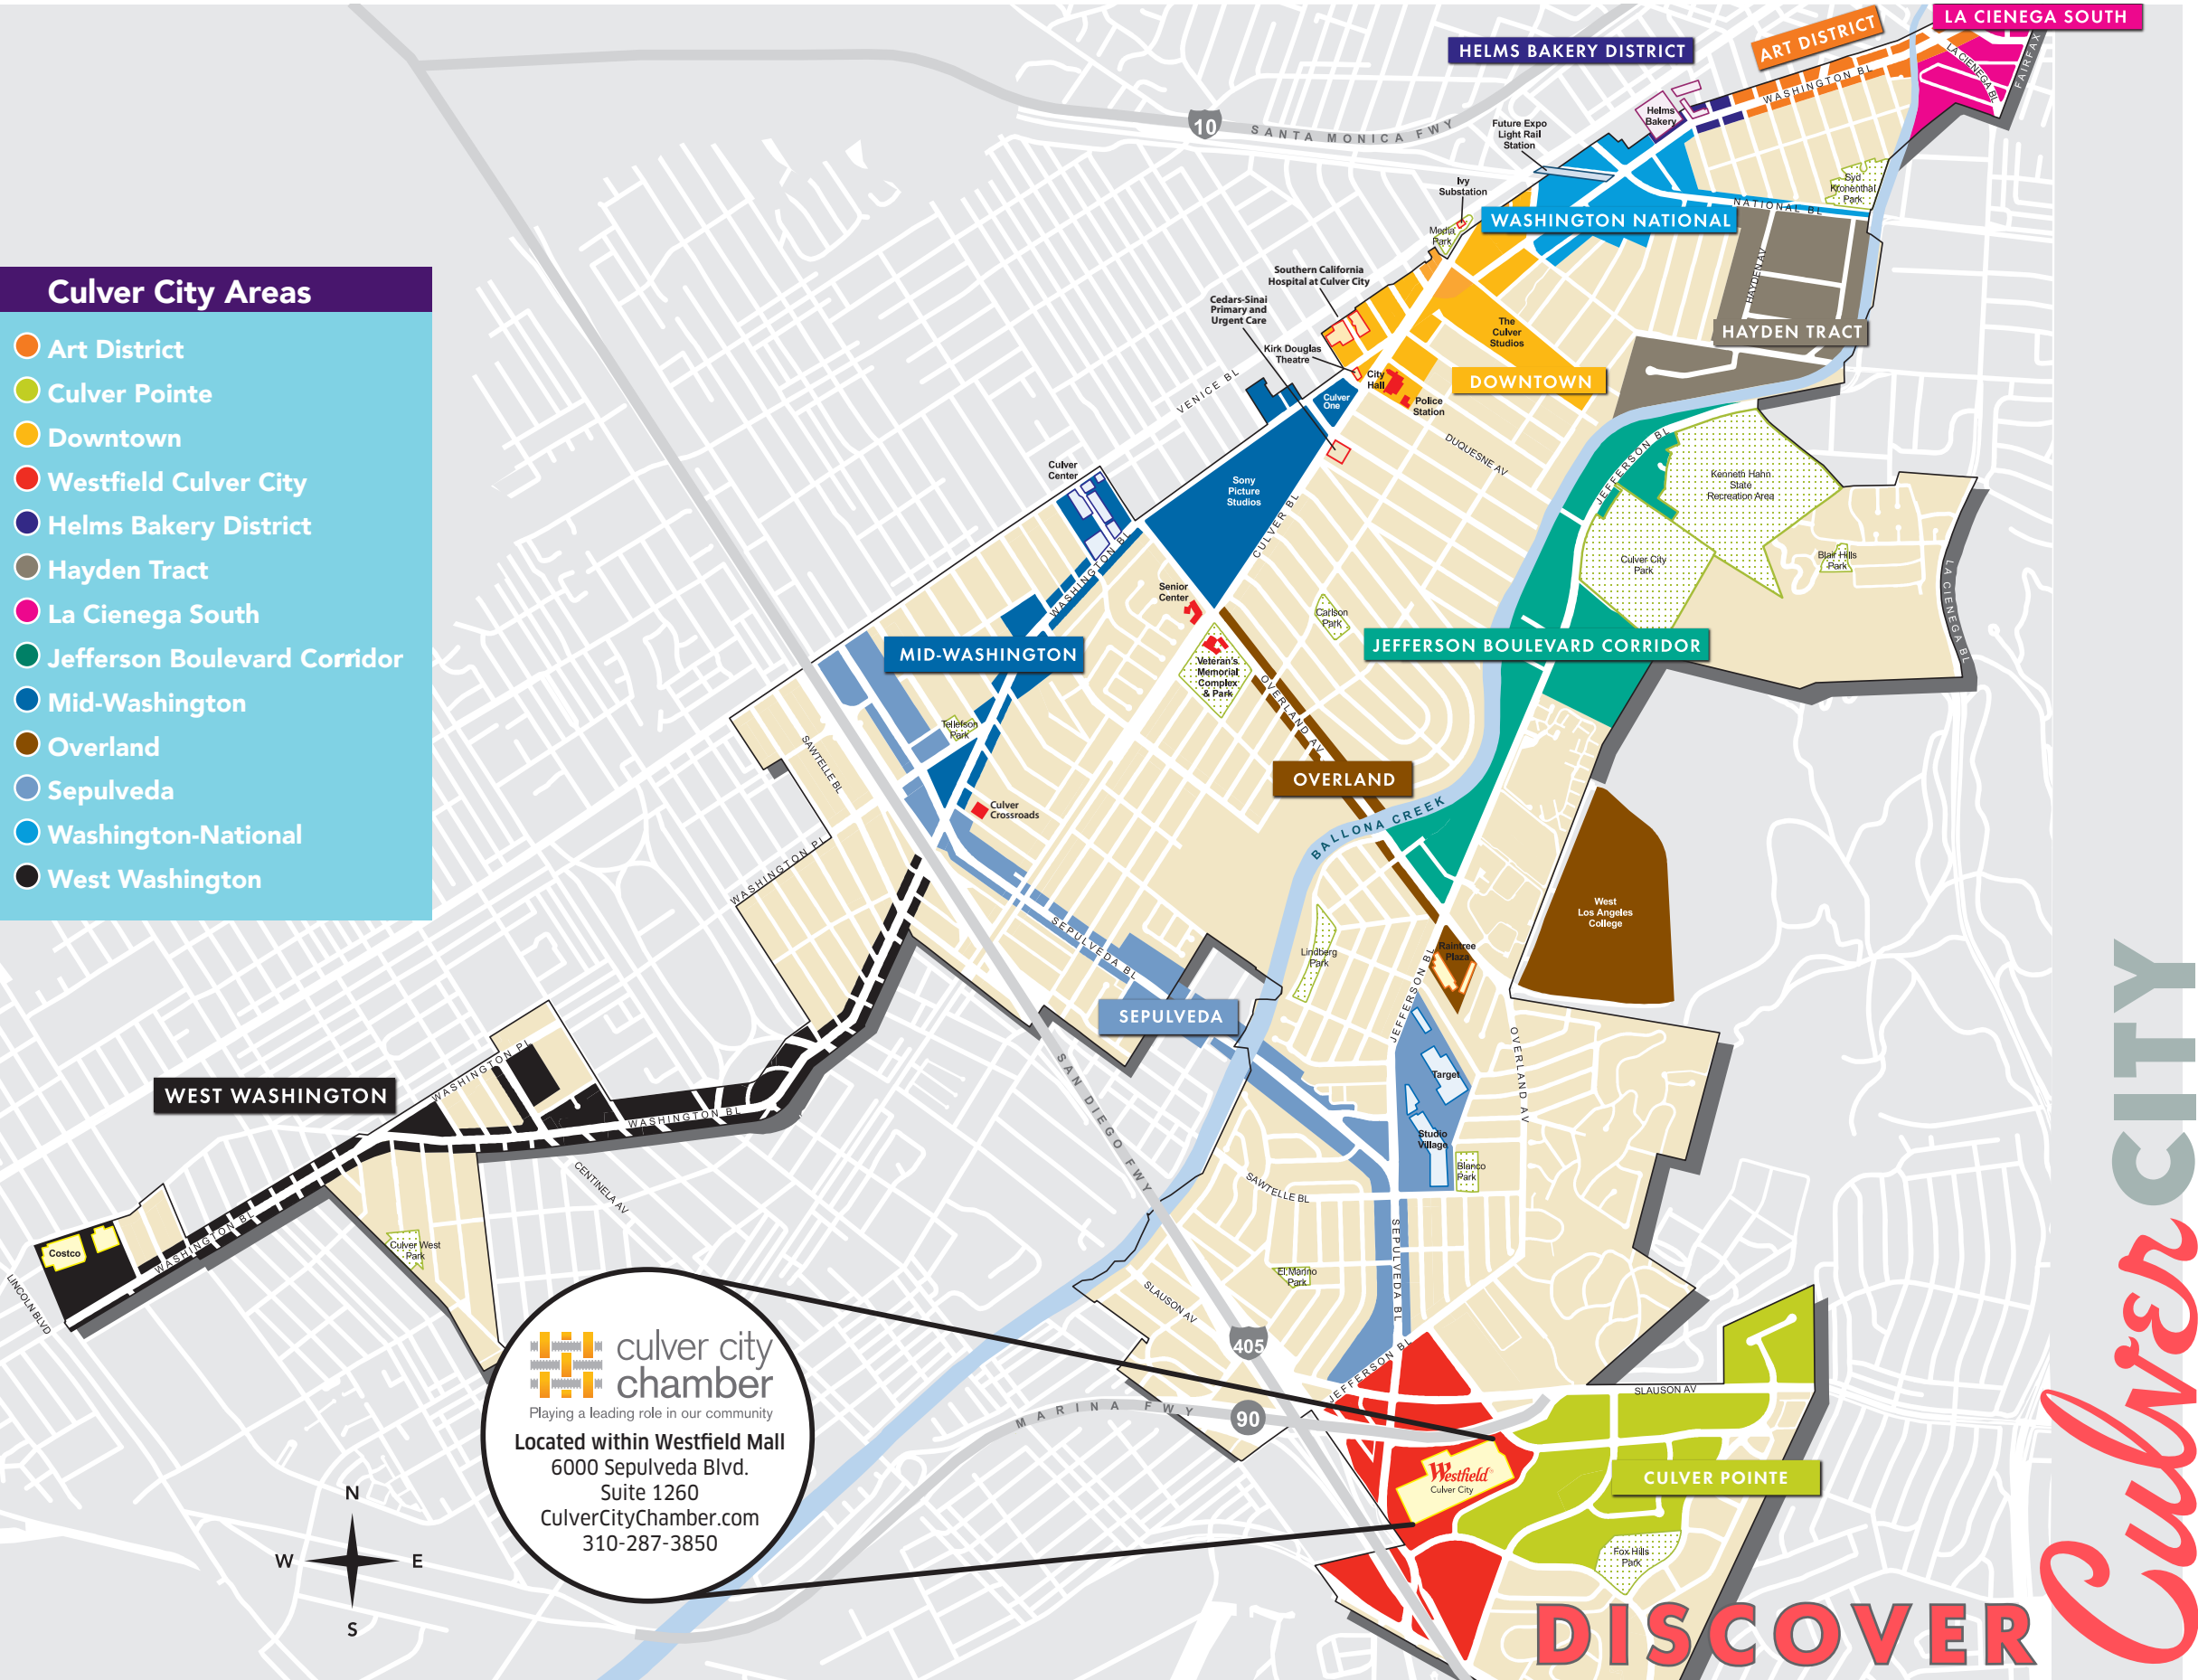 LA CIENEGA SOUTH
ART DISTRICT
HELMS BAKERY DISTRICT
LA CIENEGA BL
FAIRFAX
WASHINGTON BL
Helms
Bakery
10
SANTA MONICA FWY
Future Expo
Light Rail
Station
Syd
Kronenthal
Park
Ivy
Substation
NATIONAL BL
WASHINGTON NATIONAL
Media
Park
HAYDEN AV
Southern California
Hospital at Culver City
Cedars-Sinai
Primary and
Urgent Care
The
Culver
Studios
HAYDEN TRACT
Kirk Douglas
Theatre
City
Hall
DOWNTOWN
VENICE BL
Culver
One
Police
Station
Culver City Areas
Art District
Culver Pointe
Downtown
Westfield Culver City
Helms Bakery District
Hayden Tract
La Cienega South
Jefferson Boulevard Corridor
Mid-Washington
Overland
Sepulveda
Washington-National
West Washington
DUQUESNE AV
JEFFERSON BL
Culver
Center
Sony
Picture
Studios
Kenneth Hahn
State
Recreation Area
CULVER BL
WASHINGTON BL
Culver City
Park
Blair Hills
Park
LA CIENEGA BL
Senior
Center
Carlson
Park
MID-WASHINGTON
JEFFERSON BOULEVARD CORRIDOR
Veteran's
Memorial
Complex
& Park
OVERLAND AV
Tellefson
Park
SAWTELLE BL
OVERLAND
Culver
Crossroads
BALLONA CREEK
WASHINGTON PL
West
Los Angeles
College
SEPULVEDA BL
Lindberg
Park
Raintree
Plaza
JEFFERSON BL
SEPULVEDA
OVERLAND AV
WASHINGTON PL
WEST WASHINGTON
WASHINGTON BL
SAN DIEGO FWY
Target
Studio
Village
Blanco
Park
CENTINELA AV
SAWTELLE BL
SEPULVEDA BL
Culver West
Park
Costco
WASHINGTON BL
LINCOLN BLVD
El Marino
Park
SLAUSON AV
405
JEFFERSON BL
SLAUSON AV
MARINA FWY
90
culver city
chamber
Playing a leading role in our community
Located within Westfield Mall
6000 Sepulveda Blvd.
Suite 1260
CulverCityChamber.com
310-287-3850
Westfield
Culver City
CULVER POINTE
Fox Hills
Park
N
W
E
S
DISCOVER
Culver CITY